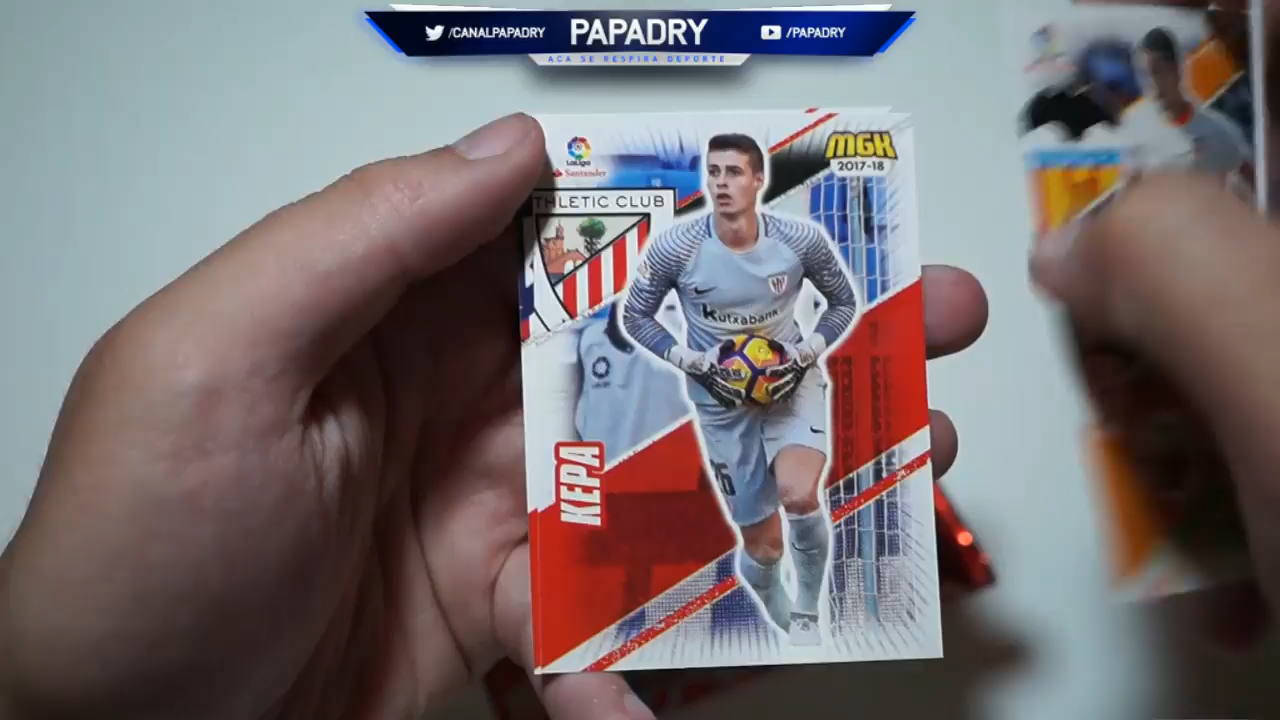 /CANALPAPADRY
PAPADRY
/PAPADRY
ACA SE RESPIRA DEPORTE
LaLiga
Santander
MGK
2017-18
THLETIC CLUB
Kutxabank
KEPA